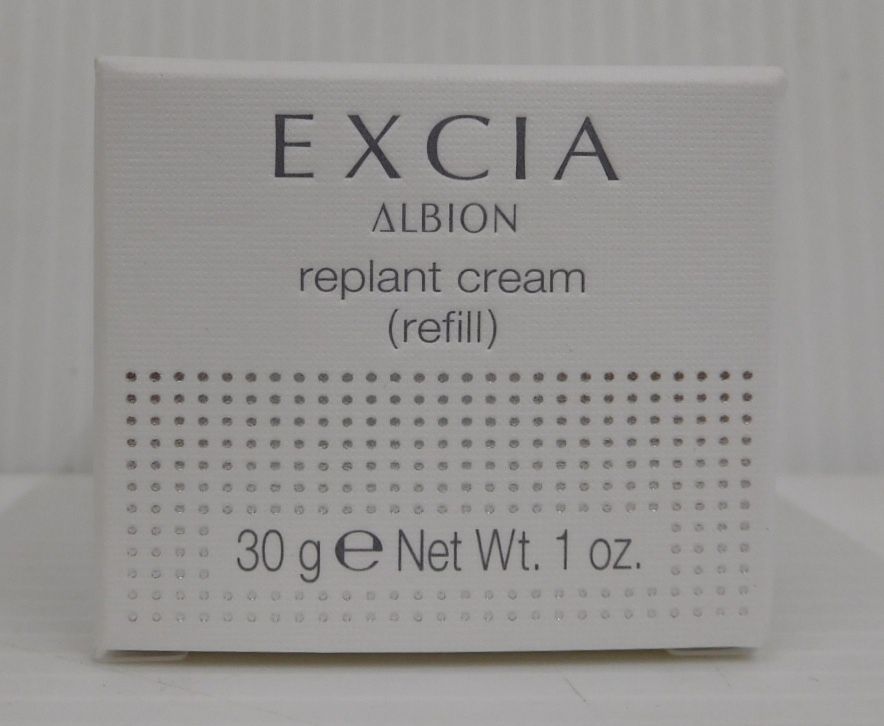 EXCIA
ALBION
replant cream
(refill)
30 g ℮ Net Wt. 1 oz.